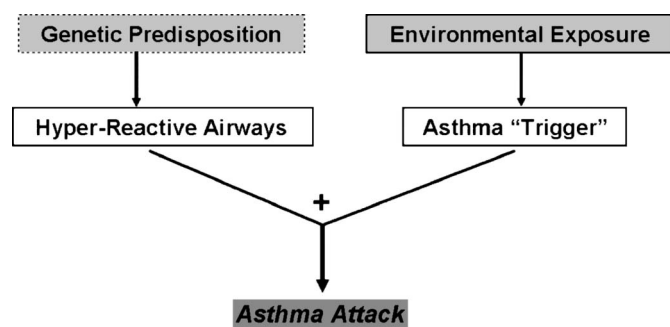 Genetic Predisposition
Environmental Exposure
Hyper-Reactive Airways
Asthma “Trigger”
+
Asthma Attack